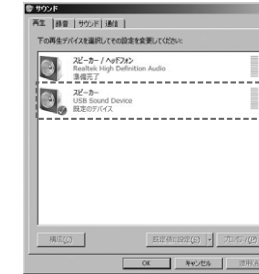 サウンド
再生 録音 サウンド 通信
下の再生デバイスを選択してその設定を変更してください:
スピーカー / ヘッドフォン
Realtek High Definition Audio
準備完了
スピーカー
USB Sound Device
既定のデバイス
構成(C) 既定値に設定(S) プロパティ(P)
OK キャンセル 適用(A)